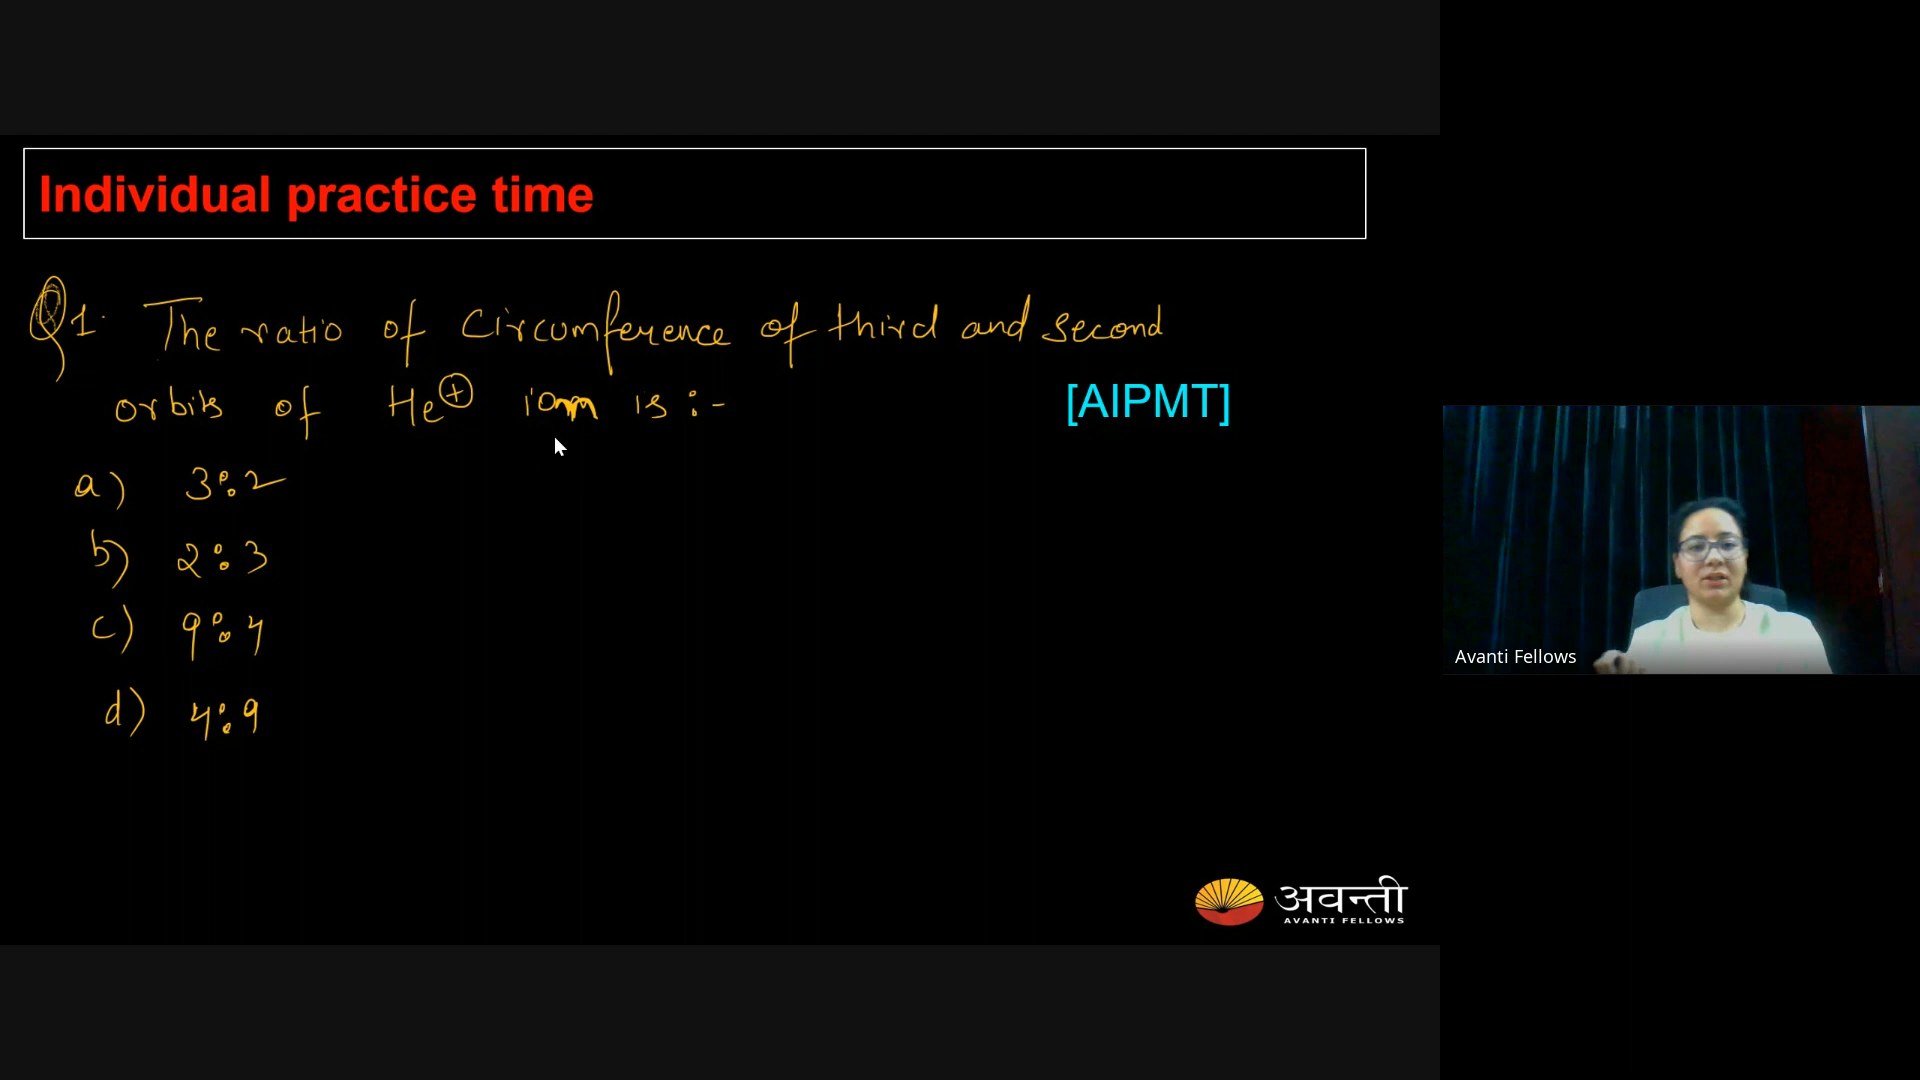 Individual practice time
Q1. The ratio of Circumference of third and second
orbits of He⊕ ion is :-
[AIPMT]
a) 3:2
b) 2:3
c) 9:4
d) 4:9
Avanti Fellows
अवन्ती
AVANTI FELLOWS